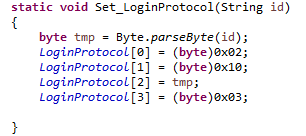 static void Set_LoginProtocol(String id)
{
byte tmp = Byte.parseByte(id);
LoginProtocol[0] = (byte)0x02;
LoginProtocol[1] = (byte)0x10;
LoginProtocol[2] = tmp;
LoginProtocol[3] = (byte)0x03;
}